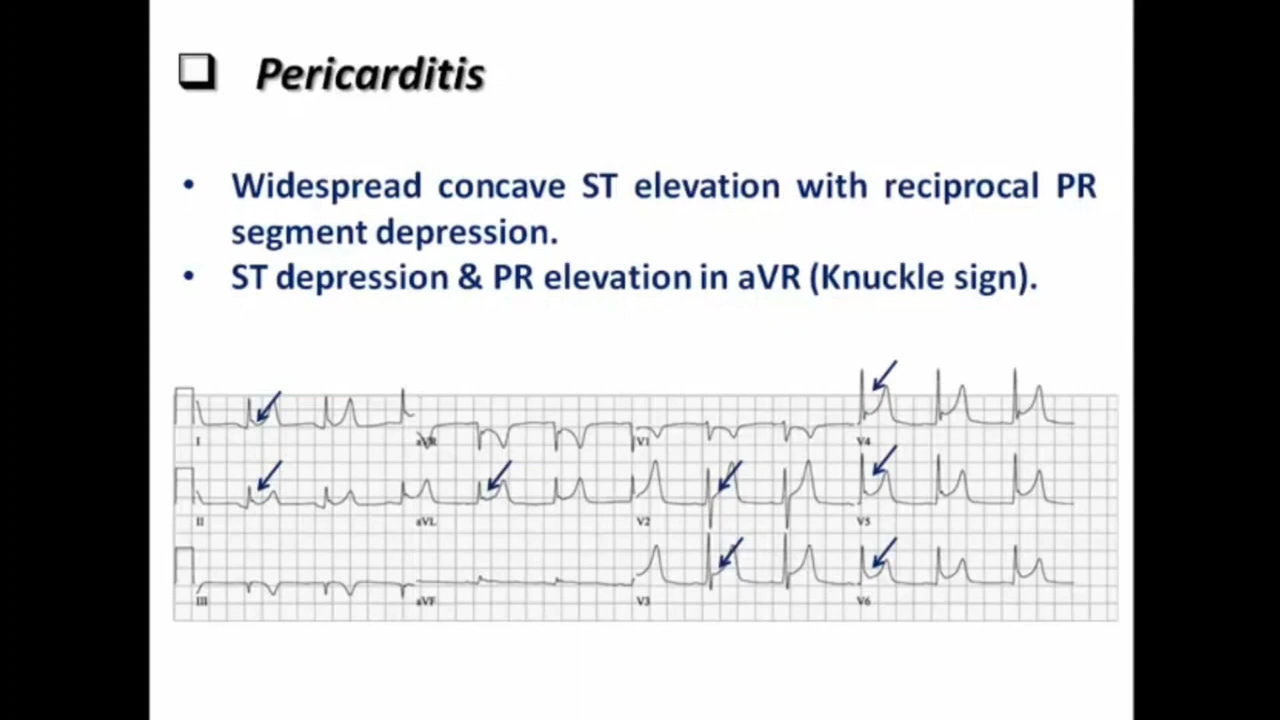 Pericarditis
• Widespread concave ST elevation with reciprocal PR
segment depression.
• ST depression & PR elevation in aVR (Knuckle sign).
I aVR V1 V4
II aVL V2 V5
III aVF V3 V6